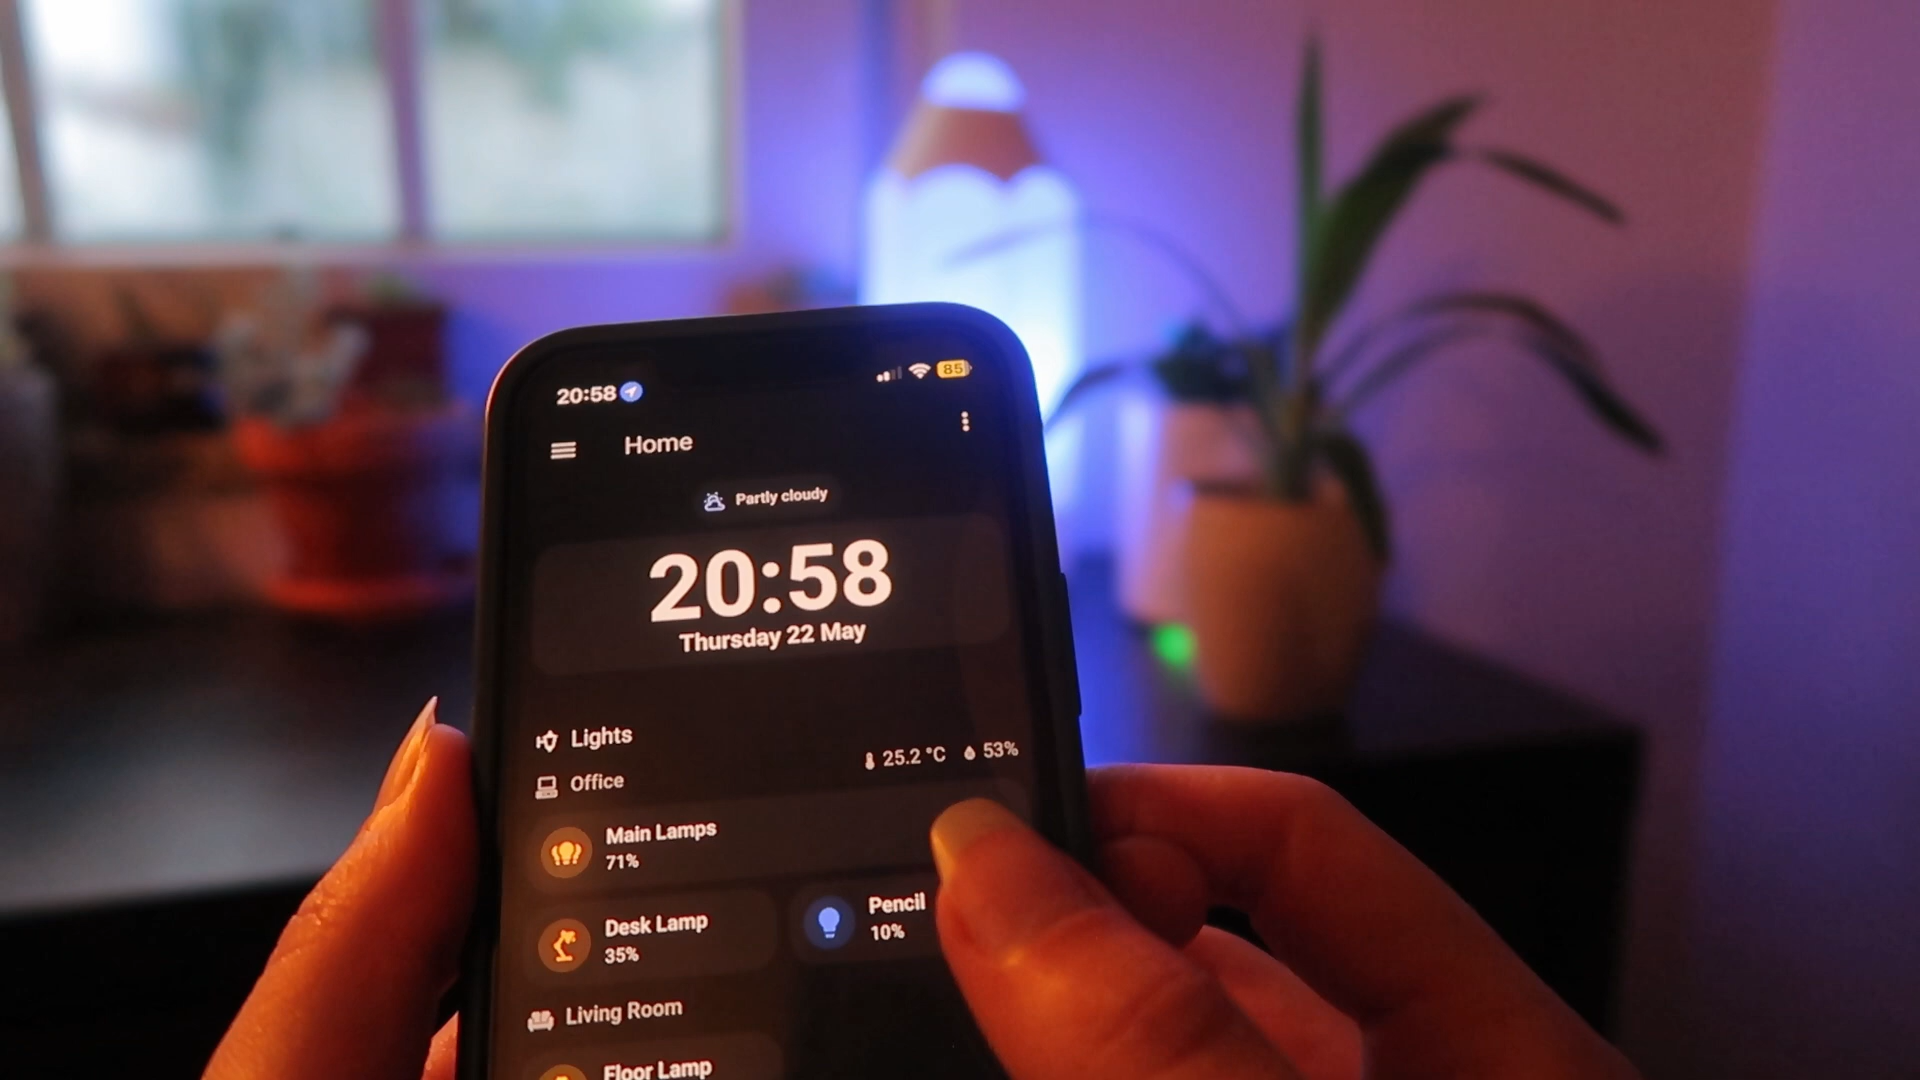 20:58 85
Home
Partly cloudy
20:58
Thursday 22 May
Lights
25.2 °C 53%
Office
Main Lamps
71%
Desk Lamp
35%
Pencil
10%
Living Room
Floor Lamp